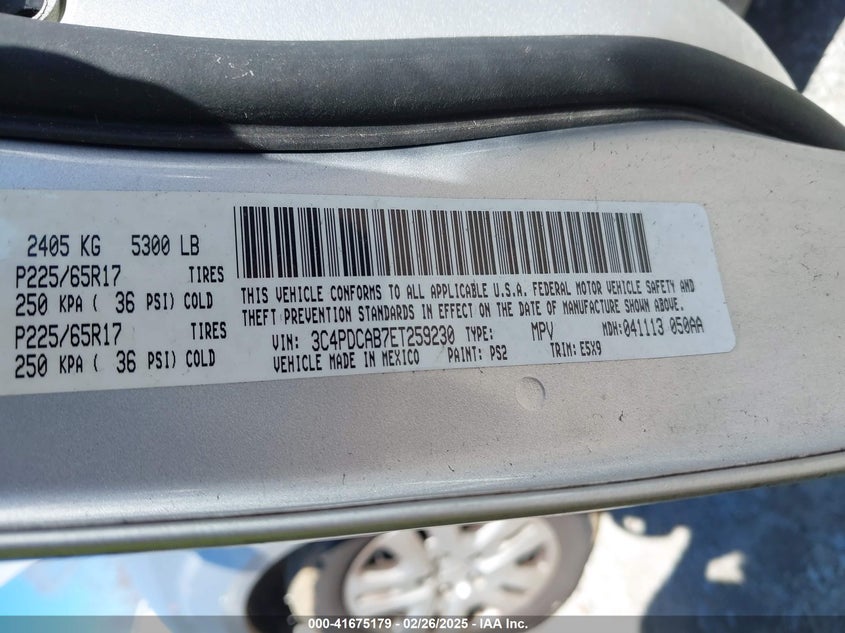 2405 KG 5300 LB
P225/65R17 TIRES
250 KPA ( 36 PSI) COLD
P225/65R17 TIRES
250 KPA ( 36 PSI) COLD
THIS VEHICLE CONFORMS TO ALL APPLICABLE U.S.A. FEDERAL MOTOR VEHICLE SAFETY AND
THEFT PREVENTION STANDARDS IN EFFECT ON THE DATE OF MANUFACTURE SHOWN ABOVE.
VIN: 3C4PDCAB7ET259230 TYPE: MPV MDH:041113 050AA
VEHICLE MADE IN MEXICO PAINT: PS2 TRIM: E5X9
000-41675179 - 02/26/2025 - IAA Inc.